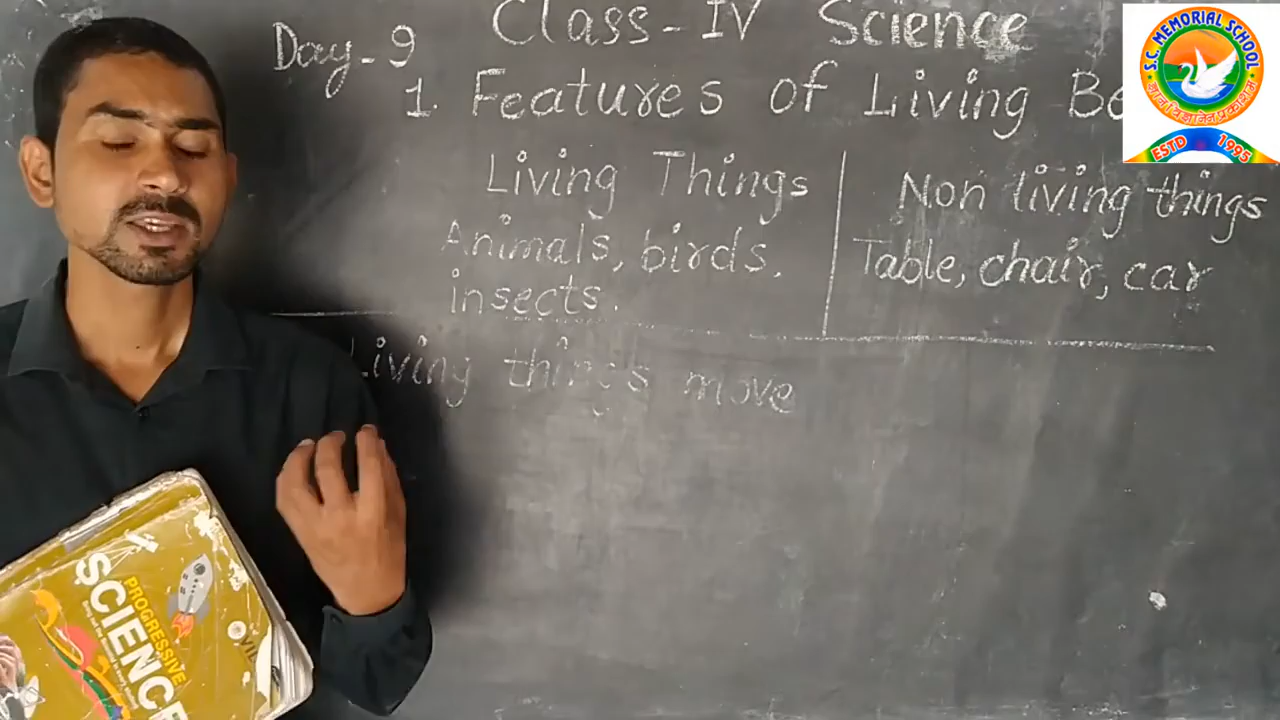 Day-9
Class-IV Science
1. Features of Living Be
Living Things
Animals, birds,
insects.
Non living things
Table, chair, car
Living things move
S.C. MEMORIAL SCHOOL
ESTD 1995
PROGRESSIVE
SCIENCE